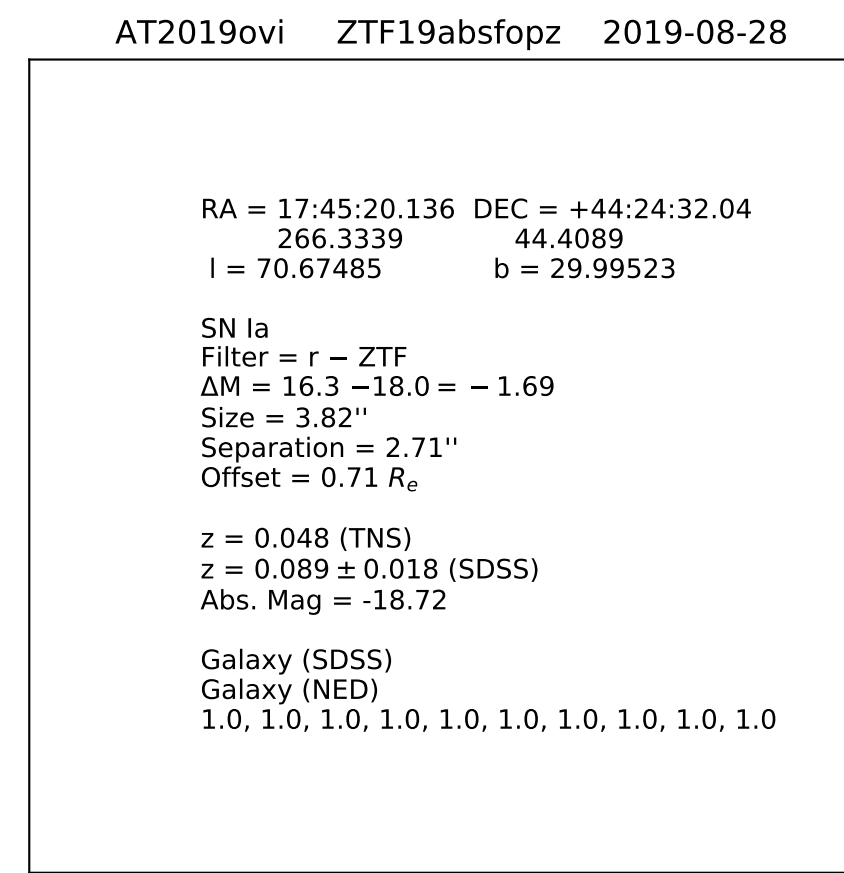 AT2019ovi ZTF19absfopz 2019-08-28
RA = 17:45:20.136 DEC = +44:24:32.04
266.3339 44.4089
l = 70.67485 b = 29.99523
SN Ia
Filter = r − ZTF
ΔM = 16.3 −18.0 = − 1.69
Size = 3.82''
Separation = 2.71''
Offset = 0.71 Re
z = 0.048 (TNS)
z = 0.089 ± 0.018 (SDSS)
Abs. Mag = -18.72
Galaxy (SDSS)
Galaxy (NED)
1.0, 1.0, 1.0, 1.0, 1.0, 1.0, 1.0, 1.0, 1.0, 1.0